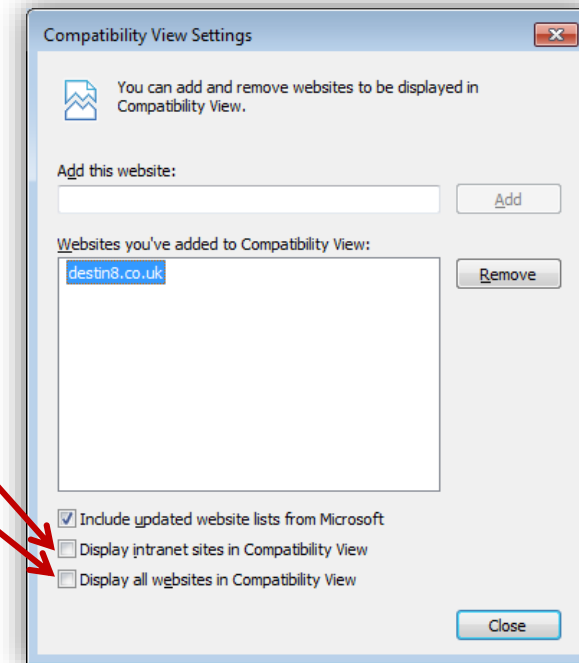 Compatibility View Settings
You can add and remove websites to be displayed in
Compatibility View.
Add this website:
Add
Websites you've added to Compatibility View:
destin8.co.uk
Remove
Include updated website lists from Microsoft
Display intranet sites in Compatibility View
Display all websites in Compatibility View
Close